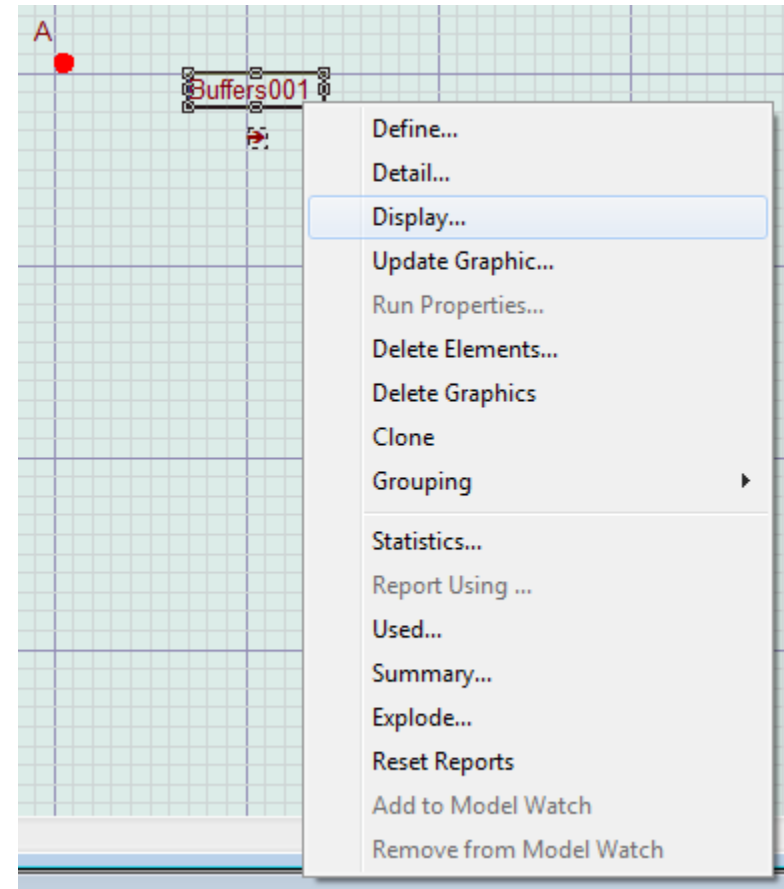 A
Buffers001
Define...
Detail...
Display...
Update Graphic...
Run Properties...
Delete Elements...
Delete Graphics
Clone
Grouping
Statistics...
Report Using ...
Used...
Summary...
Explode...
Reset Reports
Add to Model Watch
Remove from Model Watch